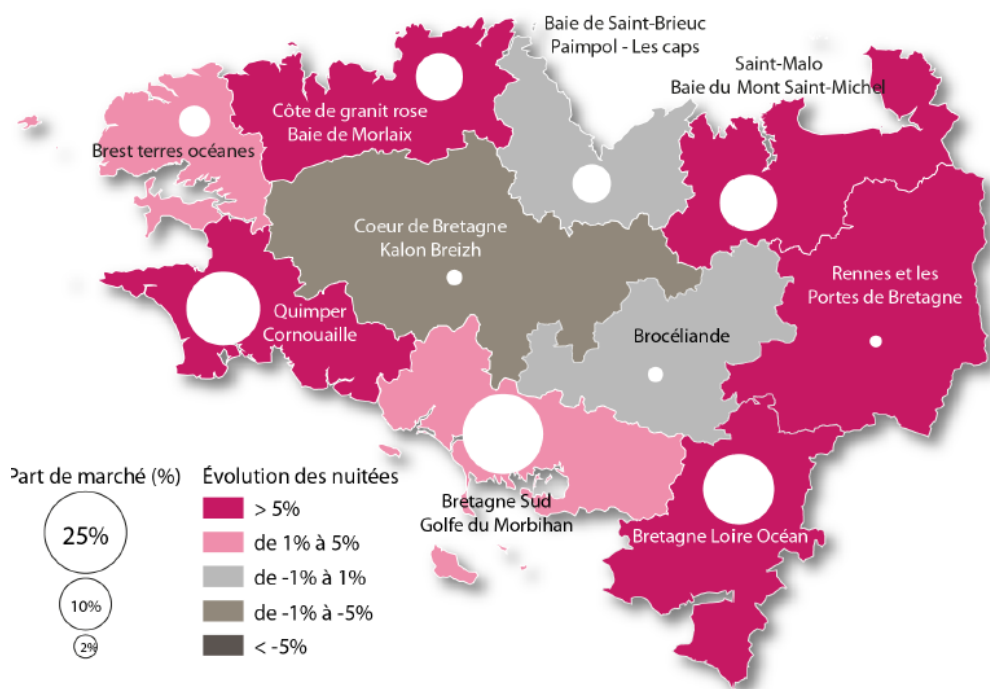 Baie de Saint-Brieuc
Paimpol - Les caps
Saint-Malo
Baie du Mont Saint-Michel
Côte de granit rose
Baie de Morlaix
Brest terres océanes
Coeur de Bretagne
Kalon Breizh
Rennes et les
Portes de Bretagne
Quimper
Cornouaille
Brocéliande
Bretagne Sud
Golfe du Morbihan
Bretagne Loire Océan
Part de marché (%)
25%
10%
2%
Évolution des nuitées
> 5%
de 1% à 5%
de -1% à 1%
de -1% à -5%
< -5%